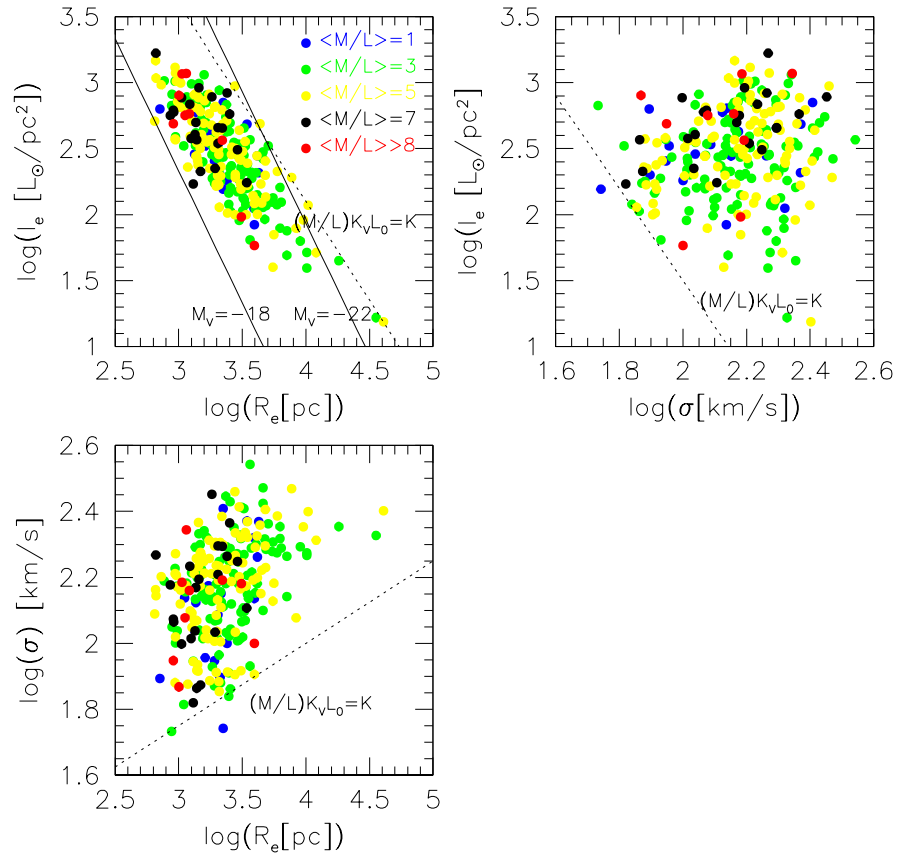 3.5
<M/L>=1
<M/L>=3
<M/L>=5
<M/L>=7
<M/L>>8
3
2.5
2
1.5
1
log(I_e [L_⊙/pc²])
(M/L)K_VL_0=K
M_V=−18
M_V=−22
2.5
3
3.5
4
4.5
5
log(R_e[pc])
3.5
3
2.5
2
1.5
1
log(I_e [L_⊙/pc²])
(M/L)K_VL_0=K
1.6
1.8
2
2.2
2.4
2.6
log(σ[km/s])
2.6
2.4
2.2
2
1.8
1.6
log(σ) [km/s]
(M/L)K_VL_0=K
2.5
3
3.5
4
4.5
5
log(R_e[pc])